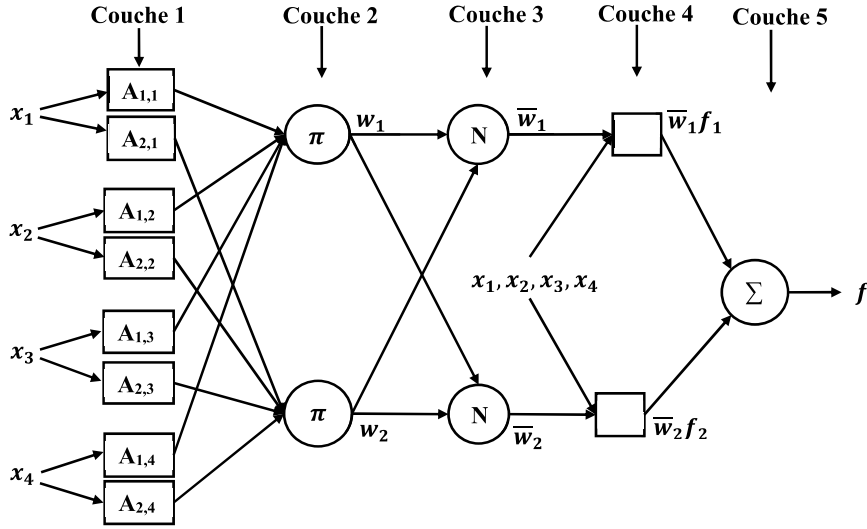 Couche 1 Couche 2 Couche 3 Couche 4 Couche 5
x₁
A₁,₁
A₂,₁
x₂
A₁,₂
A₂,₂
x₃
A₁,₃
A₂,₃
x₄
A₁,₄
A₂,₄
π w₁ N w̅₁ w̅₁f₁
x₁, x₂, x₃, x₄
∑ f
π w₂ N w̅₂ w̅₂f₂